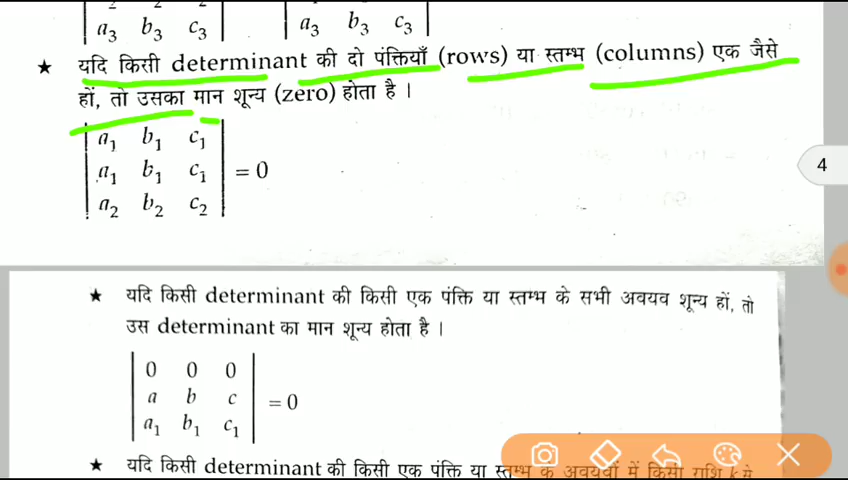 a3 b3 c3 a3 b3 c3
★ यदि किसी determinant की दो पंक्तियाँ (rows) या स्तम्भ (columns) एक जैसे
हों, तो उसका मान शून्य (zero) होता है ।
a1 b1 c1
a1 b1 c1 = 0
a2 b2 c2
4
★ यदि किसी determinant की किसी एक पंक्ति या स्तम्भ के सभी अवयव शून्य हों, तो
उस determinant का मान शून्य होता है ।
0 0 0
a b c = 0
a1 b1 c1
★ यदि किसी determinant की किसी एक पंक्ति या स्तम्भ के अवयवों में किसी राशि k से